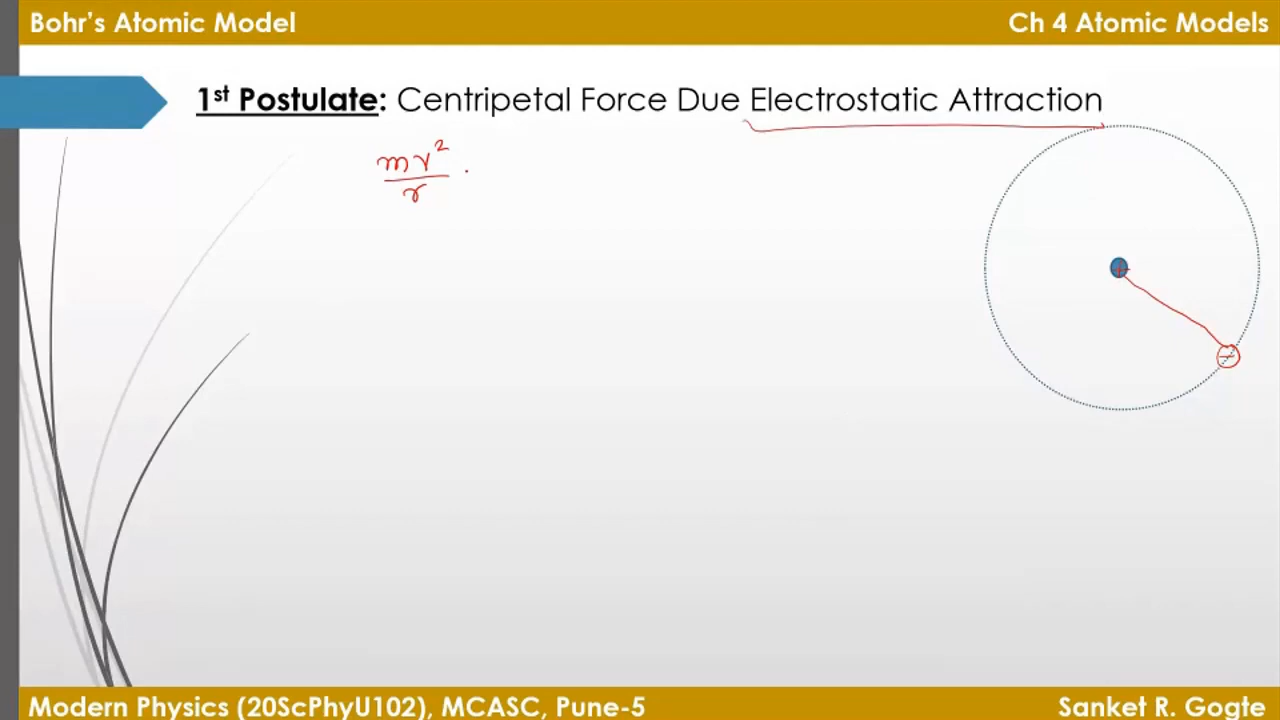 Bohr's Atomic Model
Ch 4 Atomic Models
1st Postulate: Centripetal Force Due Electrostatic Attraction
mv²
r
+
−
Modern Physics (20ScPhyU102), MCASC, Pune-5
Sanket R. Gogte